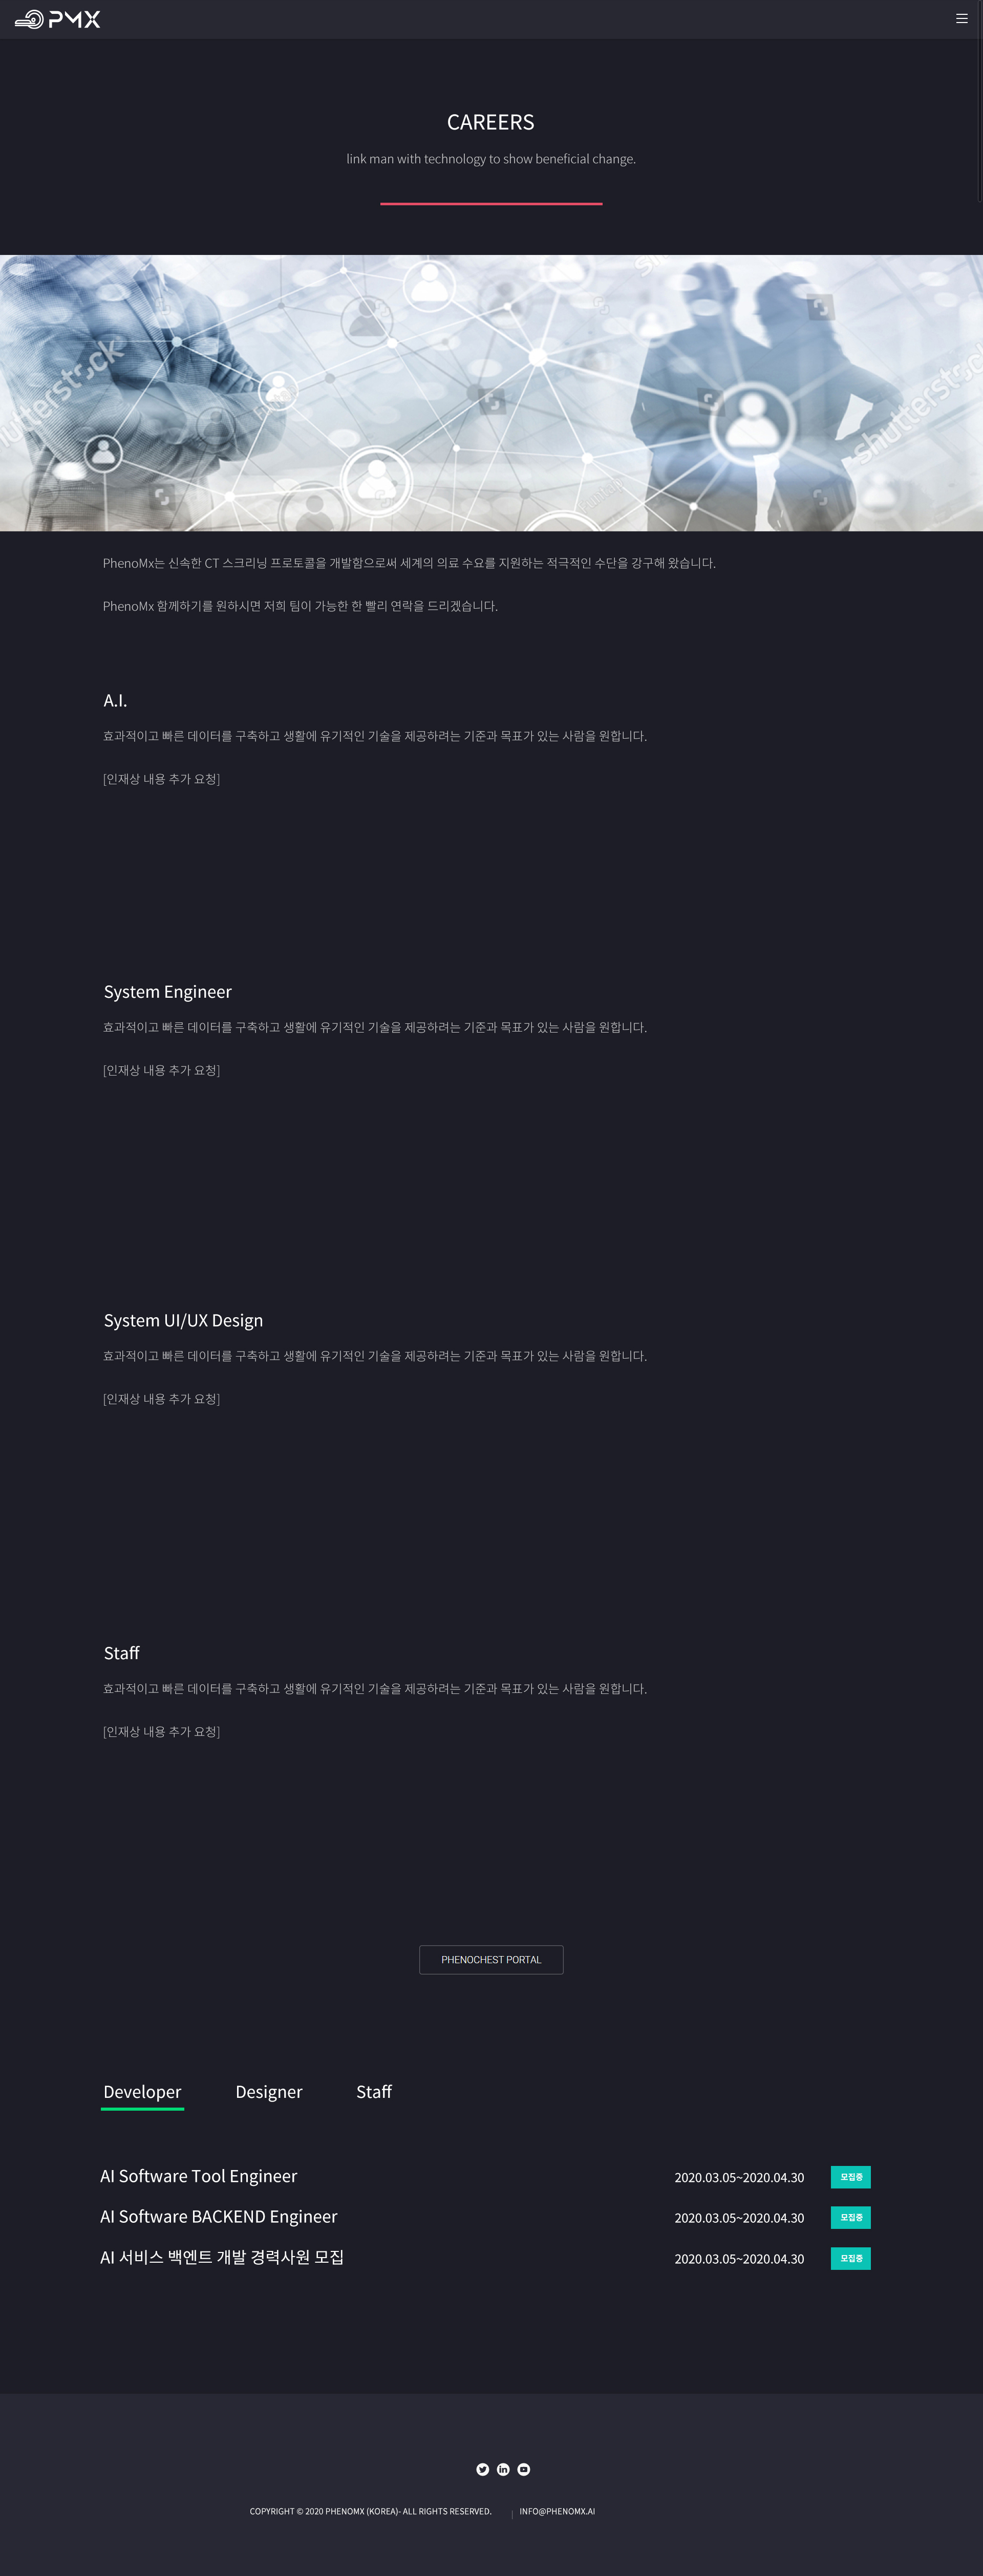 PMX
CAREERS
link man with technology to show beneficial change.
shutterstock
shutterstock
PhenoMx는 신속한 CT 스크리닝 프로토콜을 개발함으로써 세계의 의료 수요를 지원하는 적극적인 수단을 강구해 왔습니다.
PhenoMx 함께하기를 원하시면 저희 팀이 가능한 한 빨리 연락을 드리겠습니다.
A.I.
효과적이고 빠른 데이터를 구축하고 생활에 유기적인 기술을 제공하려는 기준과 목표가 있는 사람을 원합니다.
[인재상 내용 추가 요청]
System Engineer
효과적이고 빠른 데이터를 구축하고 생활에 유기적인 기술을 제공하려는 기준과 목표가 있는 사람을 원합니다.
[인재상 내용 추가 요청]
System UI/UX Design
효과적이고 빠른 데이터를 구축하고 생활에 유기적인 기술을 제공하려는 기준과 목표가 있는 사람을 원합니다.
[인재상 내용 추가 요청]
Staff
효과적이고 빠른 데이터를 구축하고 생활에 유기적인 기술을 제공하려는 기준과 목표가 있는 사람을 원합니다.
[인재상 내용 추가 요청]
PHENOCHEST PORTAL
Developer Designer Staff
AI Software Tool Engineer 2020.03.05~2020.04.30 모집중
AI Software BACKEND Engineer 2020.03.05~2020.04.30 모집중
AI 서비스 백엔트 개발 경력사원 모집 2020.03.05~2020.04.30 모집중
COPYRIGHT © 2020 PHENOMX (KOREA)- ALL RIGHTS RESERVED. | INFO@PHENOMX.AI